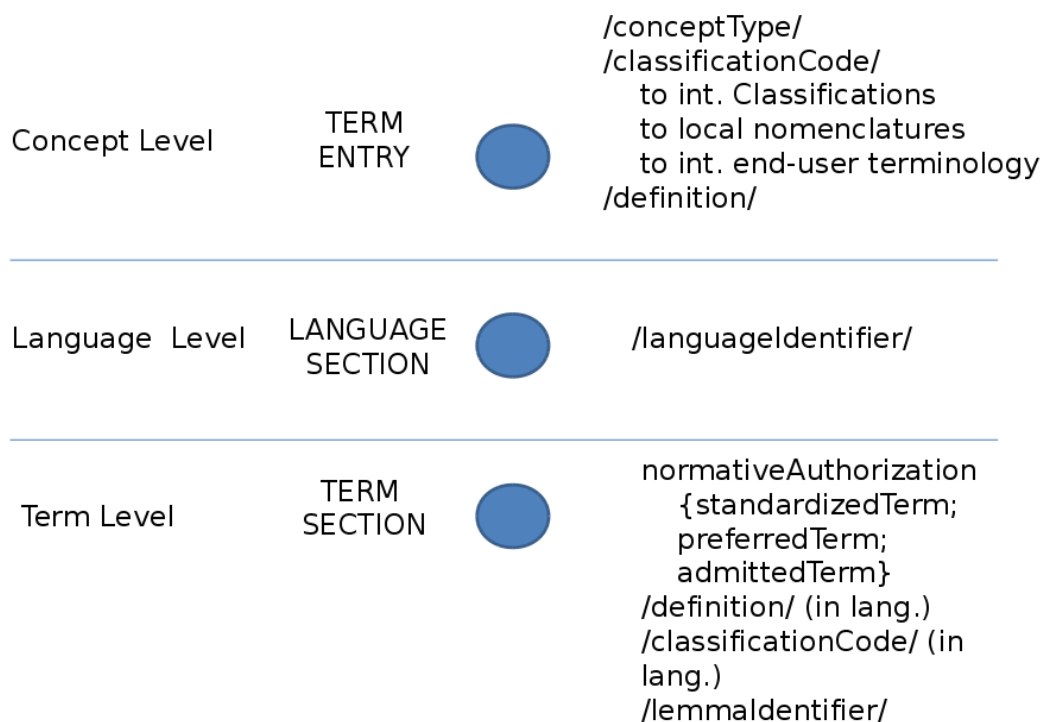 Concept Level
TERM
ENTRY
/conceptType/
/classificationCode/
to int. Classifications
to local nomenclatures
to int. end-user terminology
/definition/
Language  Level
LANGUAGE
SECTION
/languageIdentifier/
Term Level
TERM
SECTION
normativeAuthorization
{standardizedTerm;
preferredTerm;
admittedTerm}
/definition/ (in lang.)
/classificationCode/ (in
lang.)
/lemmaIdentifier/